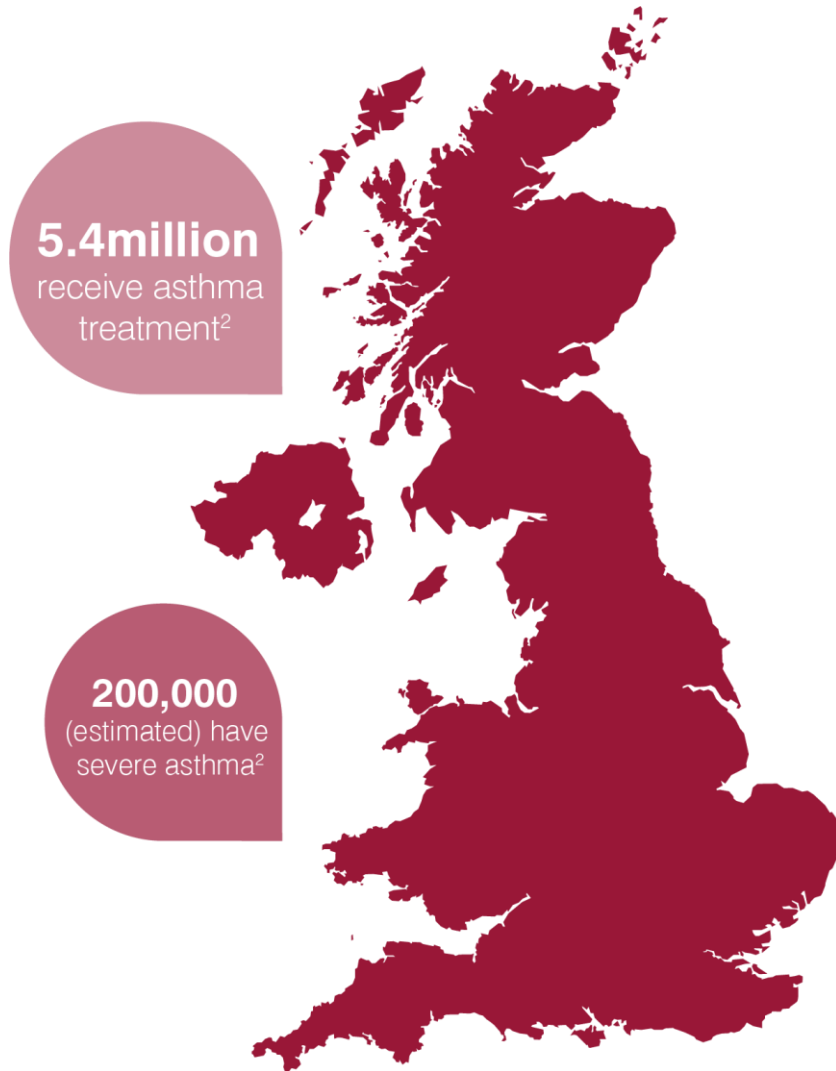 5.4million
receive asthma
treatment²
200,000
(estimated) have
severe asthma²